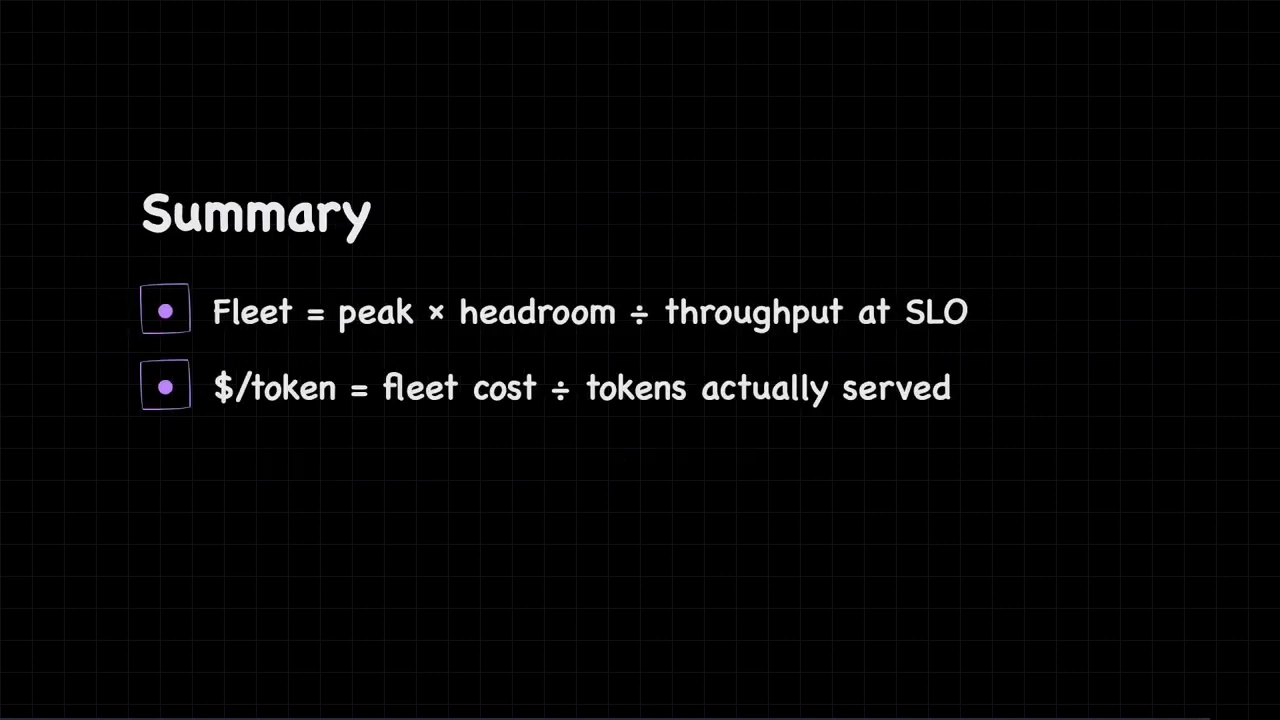 Summary
Fleet = peak × headroom ÷ throughput at SLO
$/token = fleet cost ÷ tokens actually served